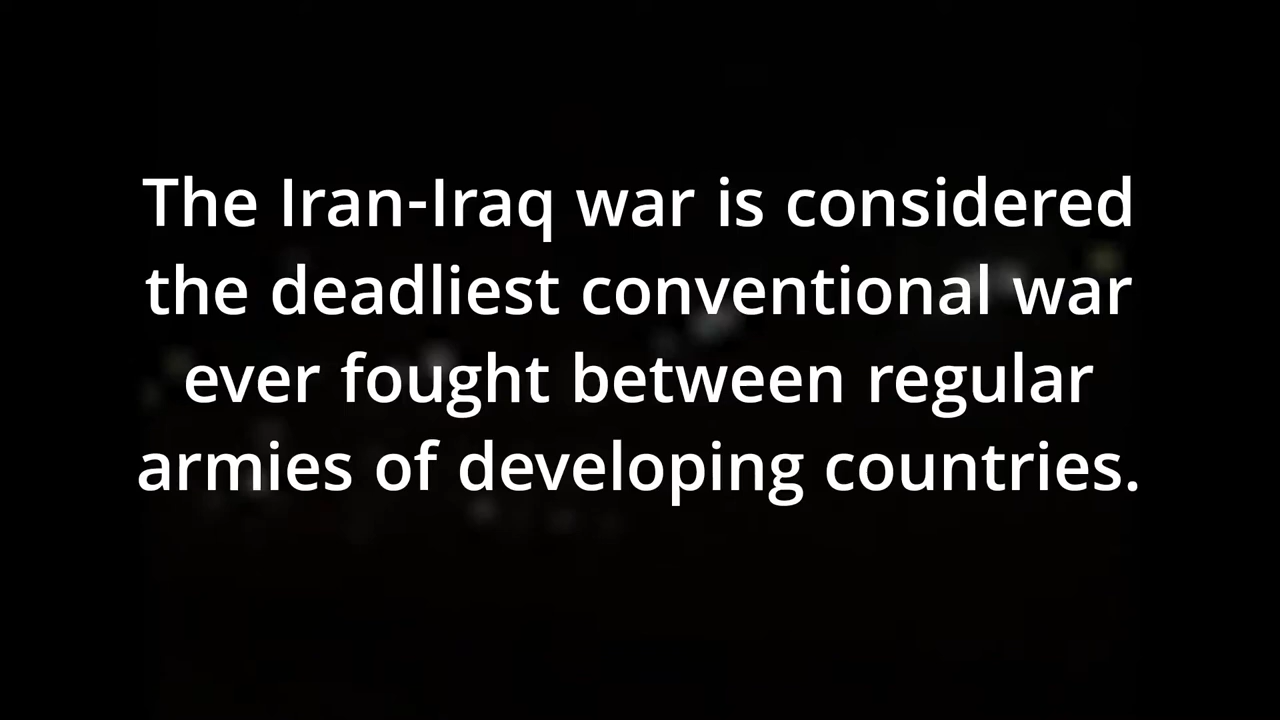 The Iran-Iraq war is considered
the deadliest conventional war
ever fought between regular
armies of developing countries.